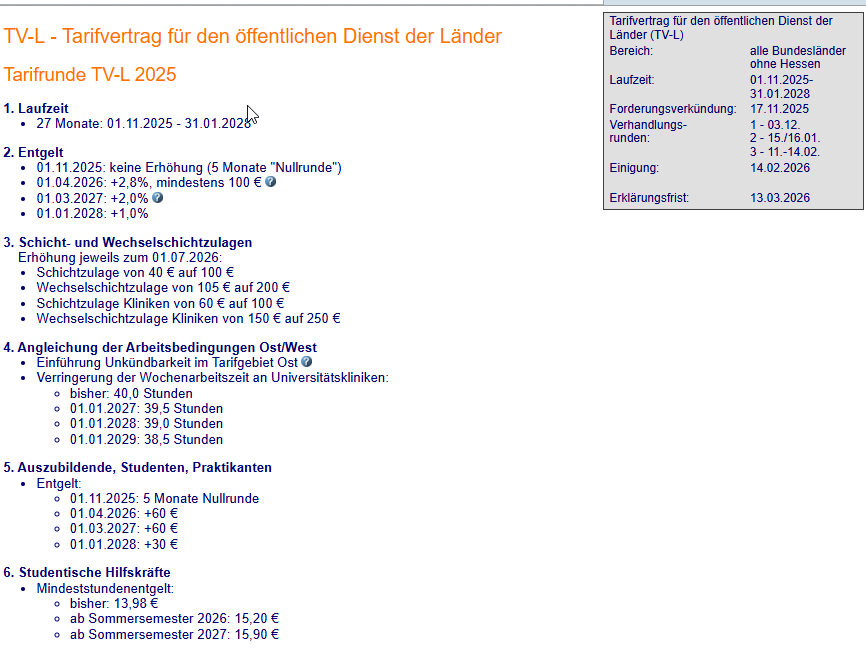 TV-L - Tarifvertrag für den öffentlichen Dienst der Länder
Tarifrunde TV-L 2025
1. Laufzeit
27 Monate: 01.11.2025 - 31.01.2028
2. Entgelt
01.11.2025: keine Erhöhung (5 Monate "Nullrunde")
01.04.2026: +2,8%, mindestens 100 €
01.03.2027: +2,0%
01.01.2028: +1,0%
3. Schicht- und Wechselschichtzulagen
Erhöhung jeweils zum 01.07.2026:
Schichtzulage von 40 € auf 100 €
Wechselschichtzulage von 105 € auf 200 €
Schichtzulage Kliniken von 60 € auf 100 €
Wechselschichtzulage Kliniken von 150 € auf 250 €
4. Angleichung der Arbeitsbedingungen Ost/West
Einführung Unkündbarkeit im Tarifgebiet Ost
Verringerung der Wochenarbeitszeit an Universitätskliniken:
bisher: 40,0 Stunden
01.01.2027: 39,5 Stunden
01.01.2028: 39,0 Stunden
01.01.2029: 38,5 Stunden
5. Auszubildende, Studenten, Praktikanten
Entgelt:
01.11.2025: 5 Monate Nullrunde
01.04.2026: +60 €
01.03.2027: +60 €
01.01.2028: +30 €
6. Studentische Hilfskräfte
Mindeststundenentgelt:
bisher: 13,98 €
ab Sommersemester 2026: 15,20 €
ab Sommersemester 2027: 15,90 €
Tarifvertrag für den öffentlichen Dienst der
Länder (TV-L)
Bereich: alle Bundesländer
ohne Hessen
Laufzeit: 01.11.2025-
31.01.2028
Forderungsverkündung: 17.11.2025
Verhandlungs- 1 - 03.12.
runden: 2 - 15./16.01.
3 - 11.-14.02.
Einigung: 14.02.2026
Erklärungsfrist: 13.03.2026